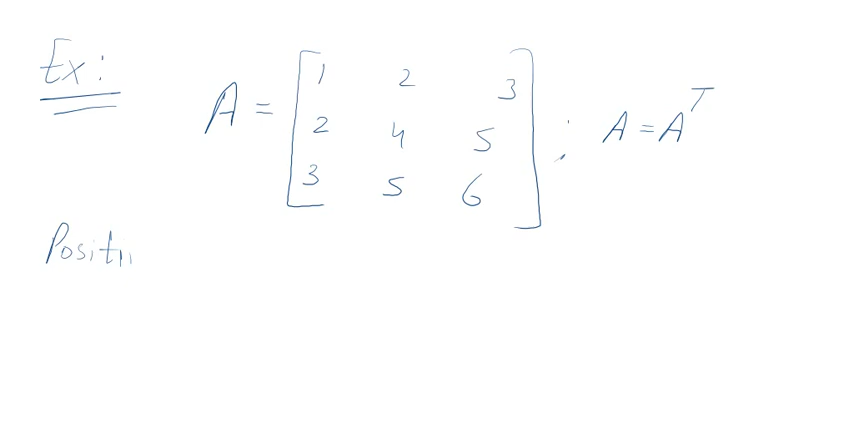 Ex:
A = [1 2 3
2 4 5
3 5 6] ; A = A^T
Positi